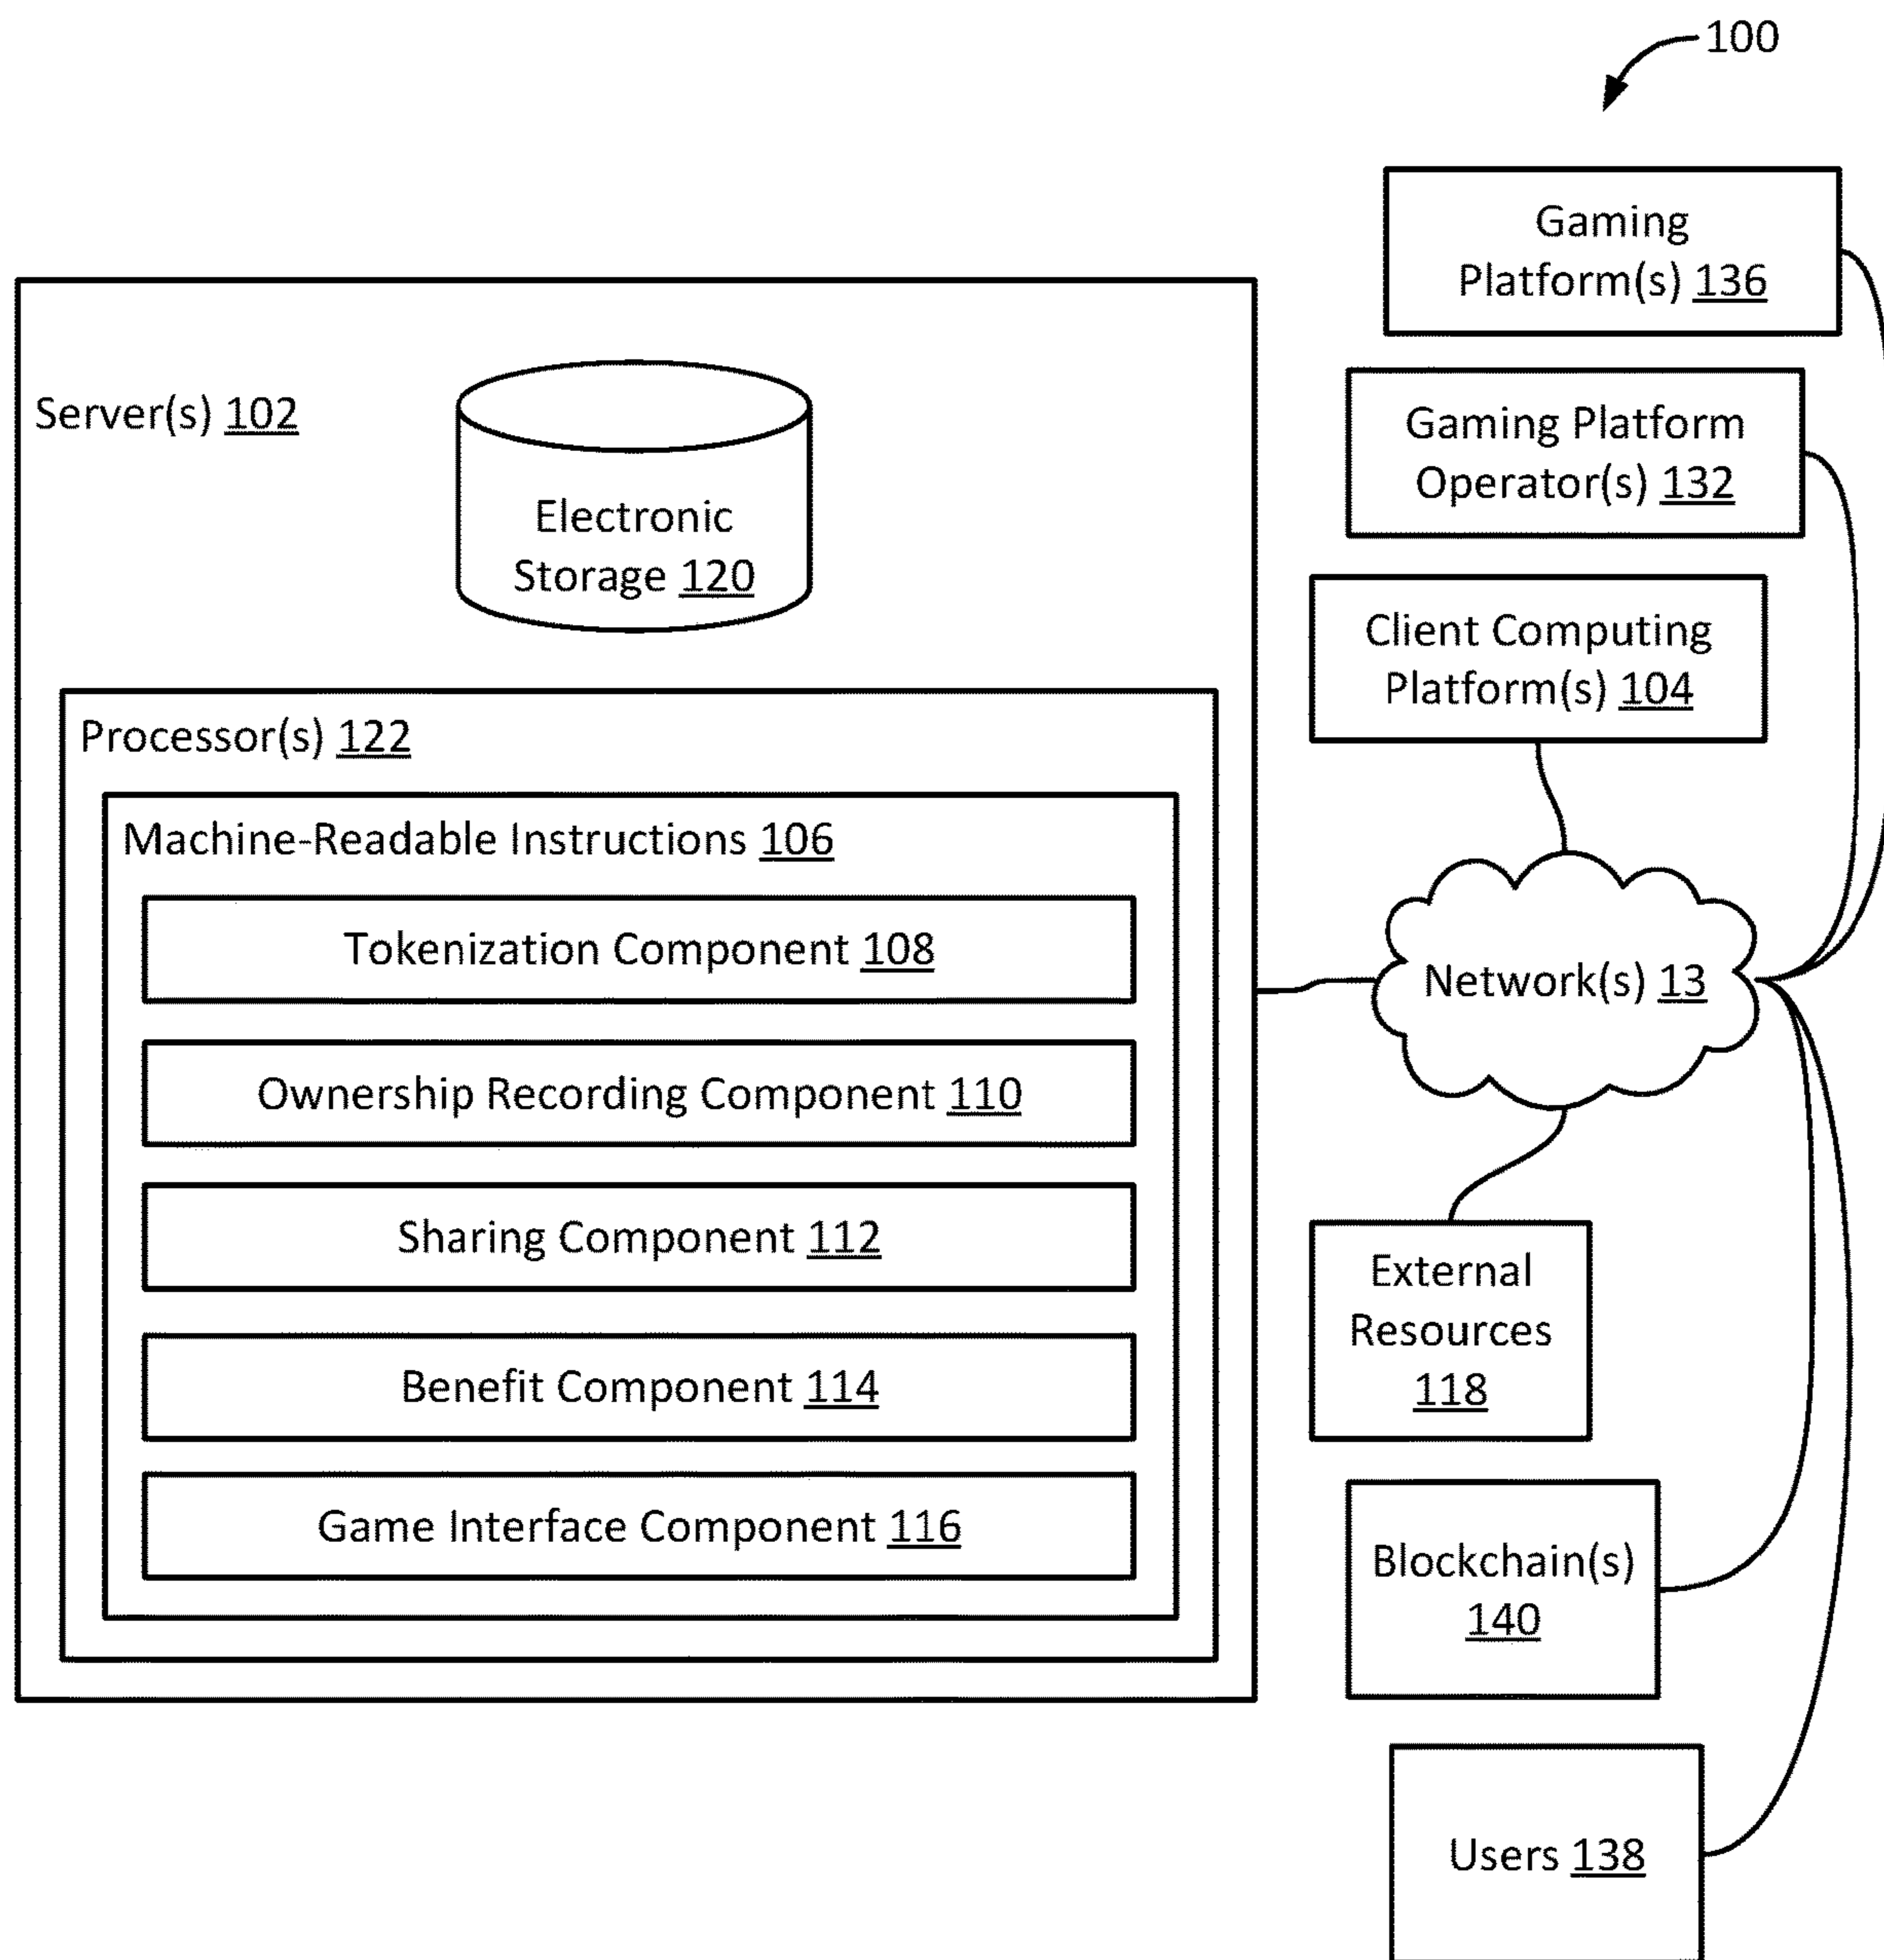 100
Gaming
Platform(s) 136
Gaming Platform
Operator(s) 132
Client Computing
Platform(s) 104
Server(s) 102
Electronic
Storage 120
Processor(s) 122
Machine-Readable Instructions 106
Tokenization Component 108
Ownership Recording Component 110
Sharing Component 112
Benefit Component 114
Game Interface Component 116
Network(s) 13
External
Resources
118
Blockchain(s)
140
Users 138